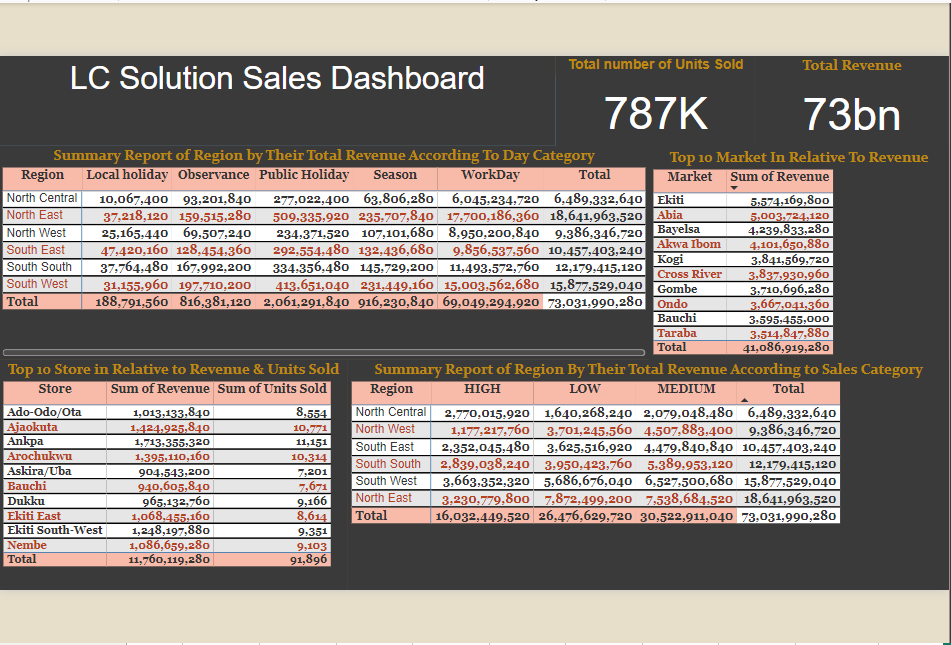 LC Solution Sales Dashboard
Total number of Units Sold
787K
Total Revenue
73bn
Summary Report of Region by Their Total Revenue According To Day Category
Region Local holiday Observance Public Holiday Season WorkDay Total
North Central 10,067,400 93,201,840 277,022,400 63,806,280 6,045,234,720 6,489,332,640
North East 37,218,120 159,515,280 509,335,920 235,707,840 17,700,186,360 18,641,963,520
North West 25,165,440 69,507,240 234,371,520 107,101,680 8,950,200,840 9,386,346,720
South East 47,420,160 128,454,360 292,554,480 132,436,680 9,856,537,560 10,457,403,240
South South 37,764,480 167,992,200 334,356,480 145,729,200 11,493,572,760 12,179,415,120
South West 31,155,960 197,710,200 413,651,040 231,449,160 15,003,562,680 15,877,529,040
Total 188,791,560 816,381,120 2,061,291,840 916,230,840 69,049,294,920 73,031,990,280
Top 10 Market In Relative To Revenue
Market Sum of Revenue
Ekiti 5,574,169,800
Abia 5,003,724,120
Bayelsa 4,239,833,280
Akwa Ibom 4,101,650,880
Kogi 3,841,569,720
Cross River 3,837,930,960
Gombe 3,710,696,280
Ondo 3,667,041,360
Bauchi 3,595,455,000
Taraba 3,514,847,880
Total 41,086,919,280
Top 10 Store in Relative to Revenue & Units Sold
Store Sum of Revenue Sum of Units Sold
Ado-Odo/Ota 1,013,133,840 8,554
Ajaokuta 1,424,925,840 10,771
Ankpa 1,713,355,320 11,151
Arochukwu 1,395,110,160 10,314
Askira/Uba 904,543,200 7,201
Bauchi 940,605,840 7,671
Dukku 965,132,760 9,166
Ekiti East 1,068,455,160 8,614
Ekiti South-West 1,248,197,880 9,351
Nembe 1,086,659,280 9,103
Total 11,760,119,280 91,896
Summary Report of Region By Their Total Revenue According to Sales Category
Region HIGH LOW MEDIUM Total
North Central 2,770,015,920 1,640,268,240 2,079,048,480 6,489,332,640
North West 1,177,217,760 3,701,245,560 4,507,883,400 9,386,346,720
South East 2,352,045,480 3,625,516,920 4,479,840,840 10,457,403,240
South South 2,839,038,240 3,950,423,760 5,389,953,120 12,179,415,120
South West 3,663,352,320 5,686,676,040 6,527,500,680 15,877,529,040
North East 3,230,779,800 7,872,499,200 7,538,684,520 18,641,963,520
Total 16,032,449,520 26,476,629,720 30,522,911,040 73,031,990,280